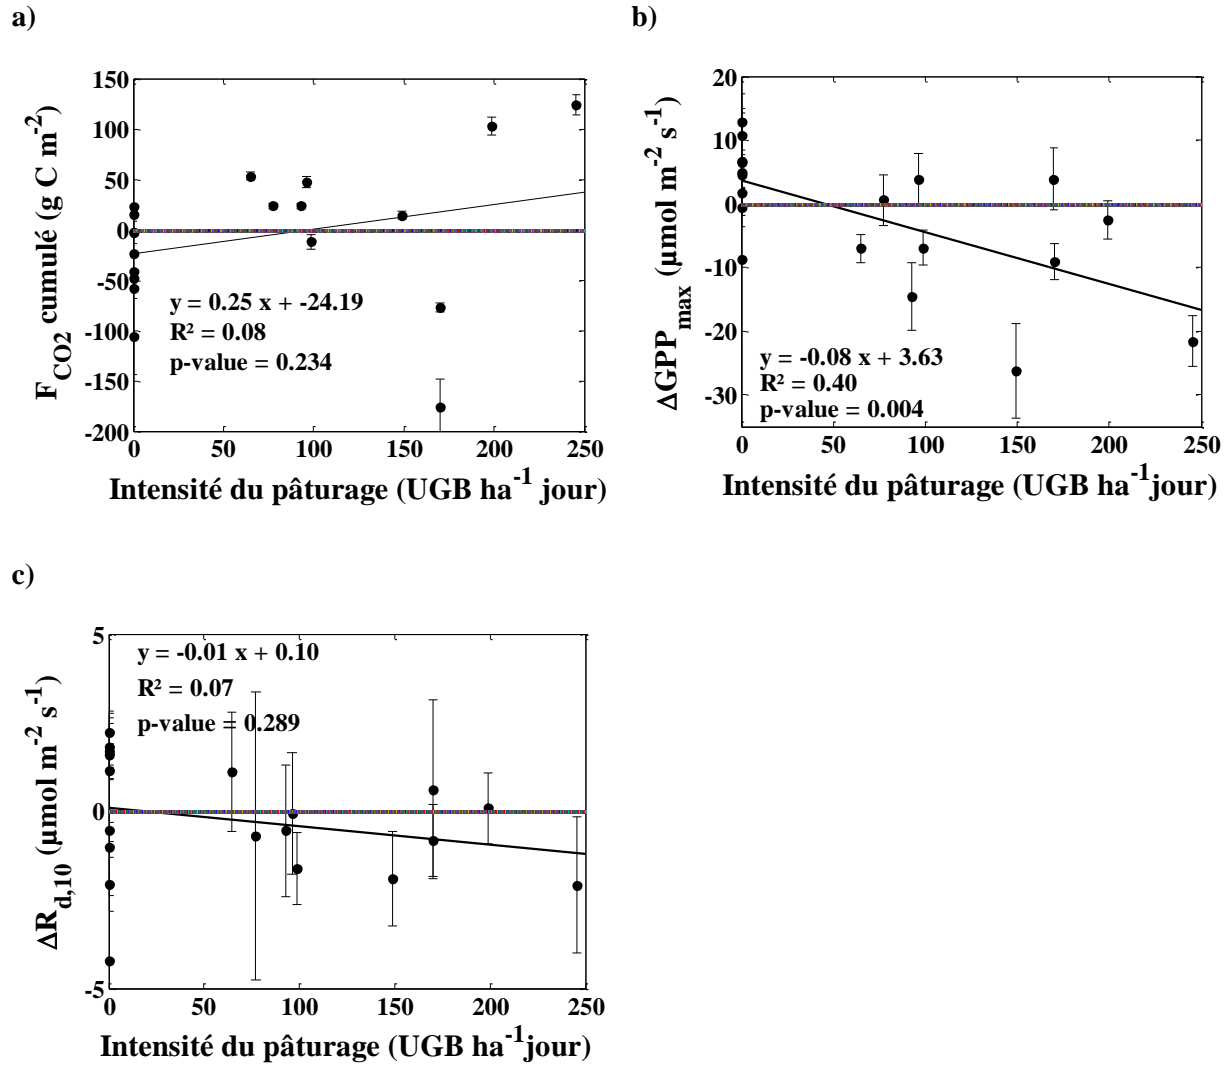 a)
150
100
50
0
-50
-100
-150
-200
F_CO2 cumulé (g C m^-2)
y = 0.25 x + -24.19
R² = 0.08
p-value = 0.234
0 50 100 150 200 250
Intensité du pâturage (UGB ha^-1 jour)
b)
20
10
0
-10
-20
-30
ΔGPP_max (µmol m^-2 s^-1)
y = -0.08 x + 3.63
R² = 0.40
p-value = 0.004
0 50 100 150 200 250
Intensité du pâturage (UGB ha^-1jour)
c)
5
0
-5
ΔR_d,10 (µmol m^-2 s^-1)
y = -0.01 x + 0.10
R² = 0.07
p-value = 0.289
0 50 100 150 200 250
Intensité du pâturage (UGB ha^-1jour)